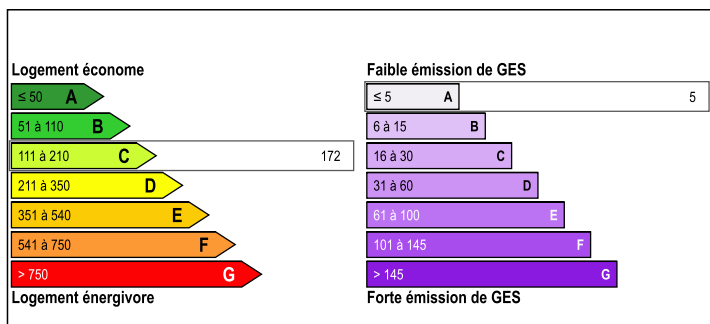 Logement économe
≤ 50 A
51 à 110 B
111 à 210 C 172
211 à 350 D
351 à 540 E
541 à 750 F
> 750 G
Logement énergivore
Faible émission de GES
≤ 5 A 5
6 à 15 B
16 à 30 C
31 à 60 D
61 à 100 E
101 à 145 F
> 145 G
Forte émission de GES